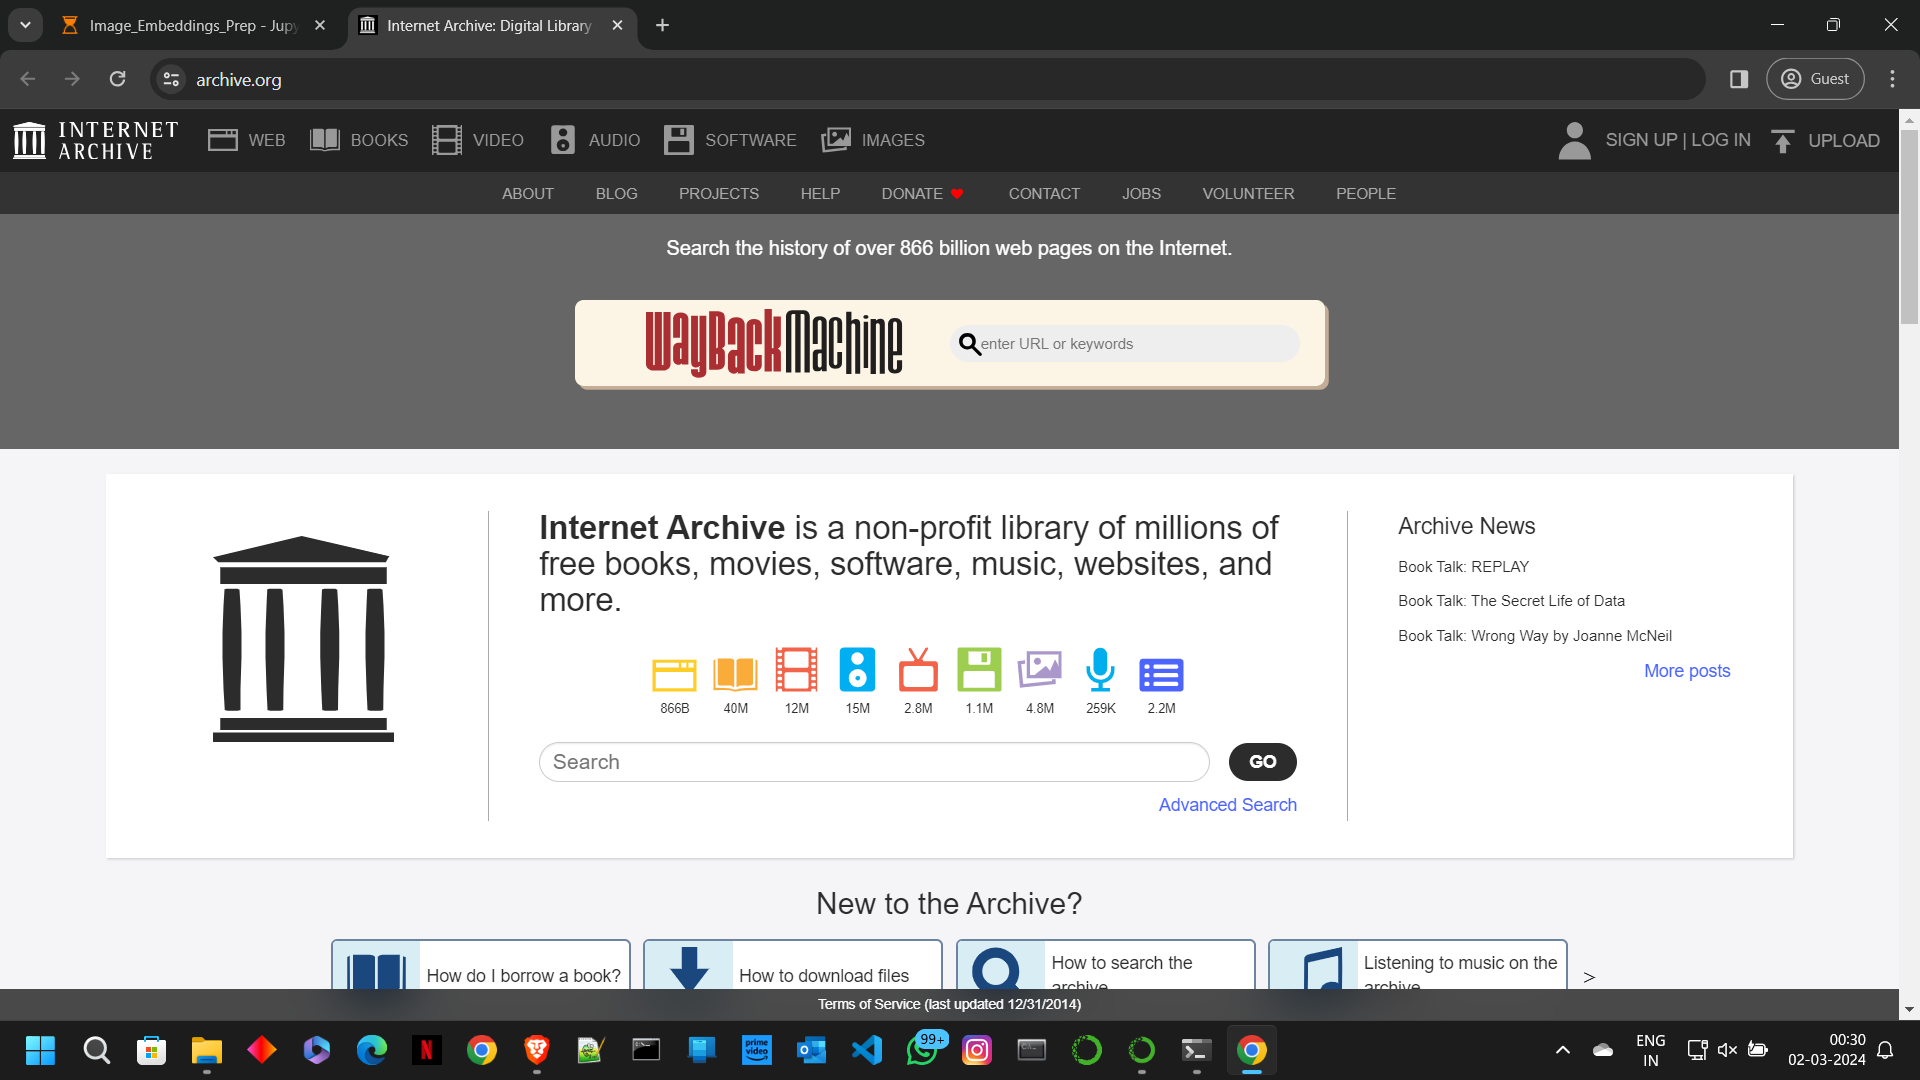 Image_Embeddings_Prep - Jupy
Internet Archive: Digital Library
archive.org
Guest
INTERNET
ARCHIVE
WEB
BOOKS
VIDEO
AUDIO
SOFTWARE
IMAGES
SIGN UP | LOG IN
UPLOAD
ABOUT
BLOG
PROJECTS
HELP
DONATE
CONTACT
JOBS
VOLUNTEER
PEOPLE
Search the history of over 866 billion web pages on the Internet.
WayBackMachine
enter URL or keywords
Internet Archive is a non-profit library of millions of
free books, movies, software, music, websites, and
more.
866B
40M
12M
15M
2.8M
1.1M
4.8M
259K
2.2M
Search
GO
Advanced Search
Archive News
Book Talk: REPLAY
Book Talk: The Secret Life of Data
Book Talk: Wrong Way by Joanne McNeil
More posts
New to the Archive?
How do I borrow a book?
How to download files
How to search the
archive
Listening to music on the
archive
>
Terms of Service (last updated 12/31/2014)
N
prime
video
99+
ENG
IN
00:30
02-03-2024